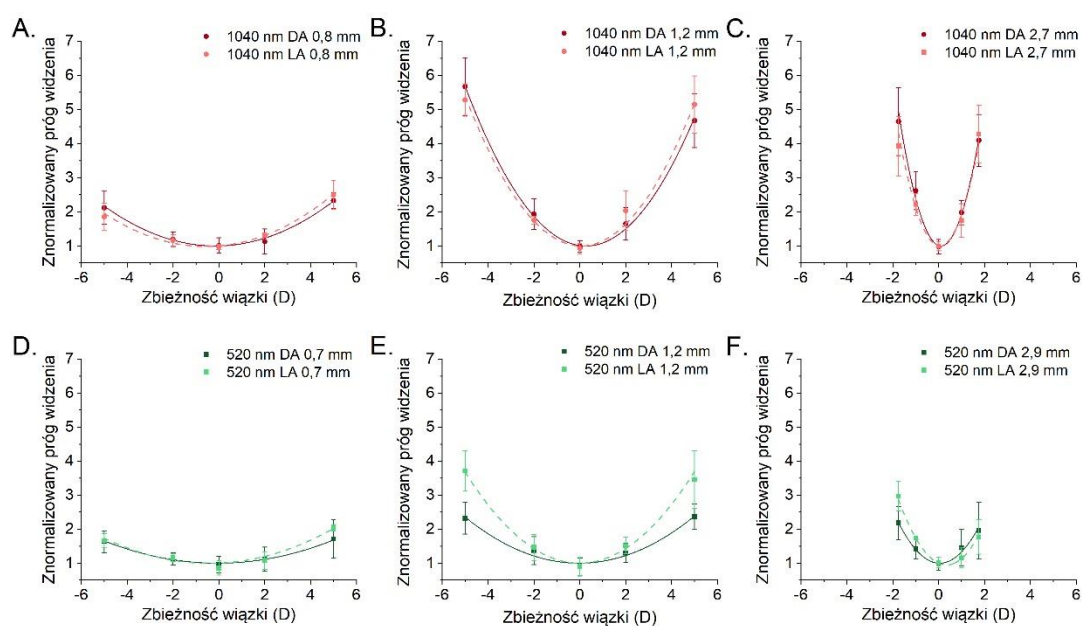 A.
1040 nm DA 0,8 mm
1040 nm LA 0,8 mm
Znormalizowany próg widzenia
7
6
5
4
3
2
1
-6 -4 -2 0 2 4 6
Zbieżność wiązki (D)
B.
1040 nm DA 1,2 mm
1040 nm LA 1,2 mm
Znormalizowany próg widzenia
7
6
5
4
3
2
1
-6 -4 -2 0 2 4 6
Zbieżność wiązki (D)
C.
1040 nm DA 2,7 mm
1040 nm LA 2,7 mm
Znormalizowany próg widzenia
7
6
5
4
3
2
1
-6 -4 -2 0 2 4 6
Zbieżność wiązki (D)
D.
520 nm DA 0,7 mm
520 nm LA 0,7 mm
Znormalizowany próg widzenia
7
6
5
4
3
2
1
-6 -4 -2 0 2 4 6
Zbieżność wiązki (D)
E.
520 nm DA 1,2 mm
520 nm LA 1,2 mm
Znormalizowany próg widzenia
7
6
5
4
3
2
1
-6 -4 -2 0 2 4 6
Zbieżność wiązki (D)
F.
520 nm DA 2,9 mm
520 nm LA 2,9 mm
Znormalizowany próg widzenia
7
6
5
4
3
2
1
-6 -4 -2 0 2 4 6
Zbieżność wiązki (D)